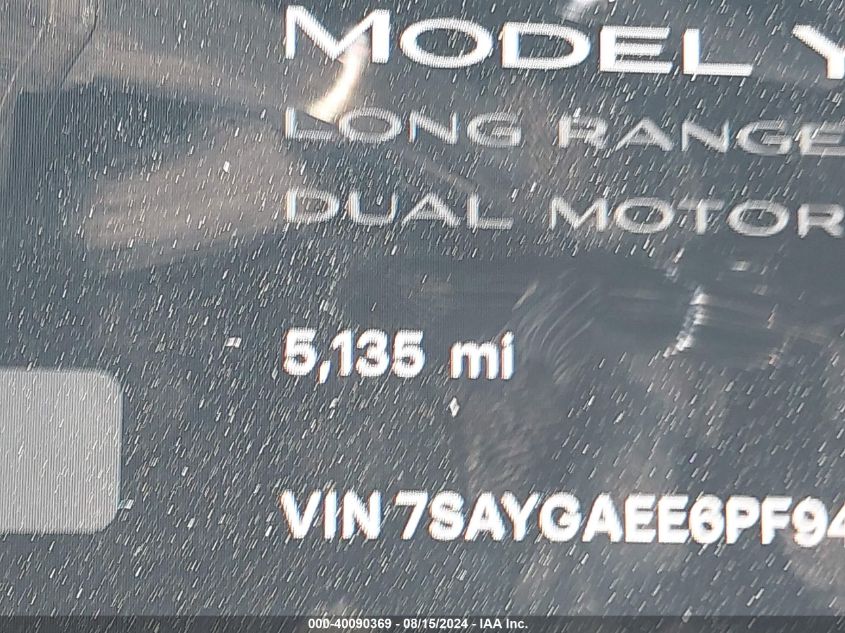 MODEL Y
LONG RANGE
DUAL MOTOR
5,135 mi
VIN 7SAYGAEE6PF94
000-40090369 - 08/15/2024 - IAA Inc.